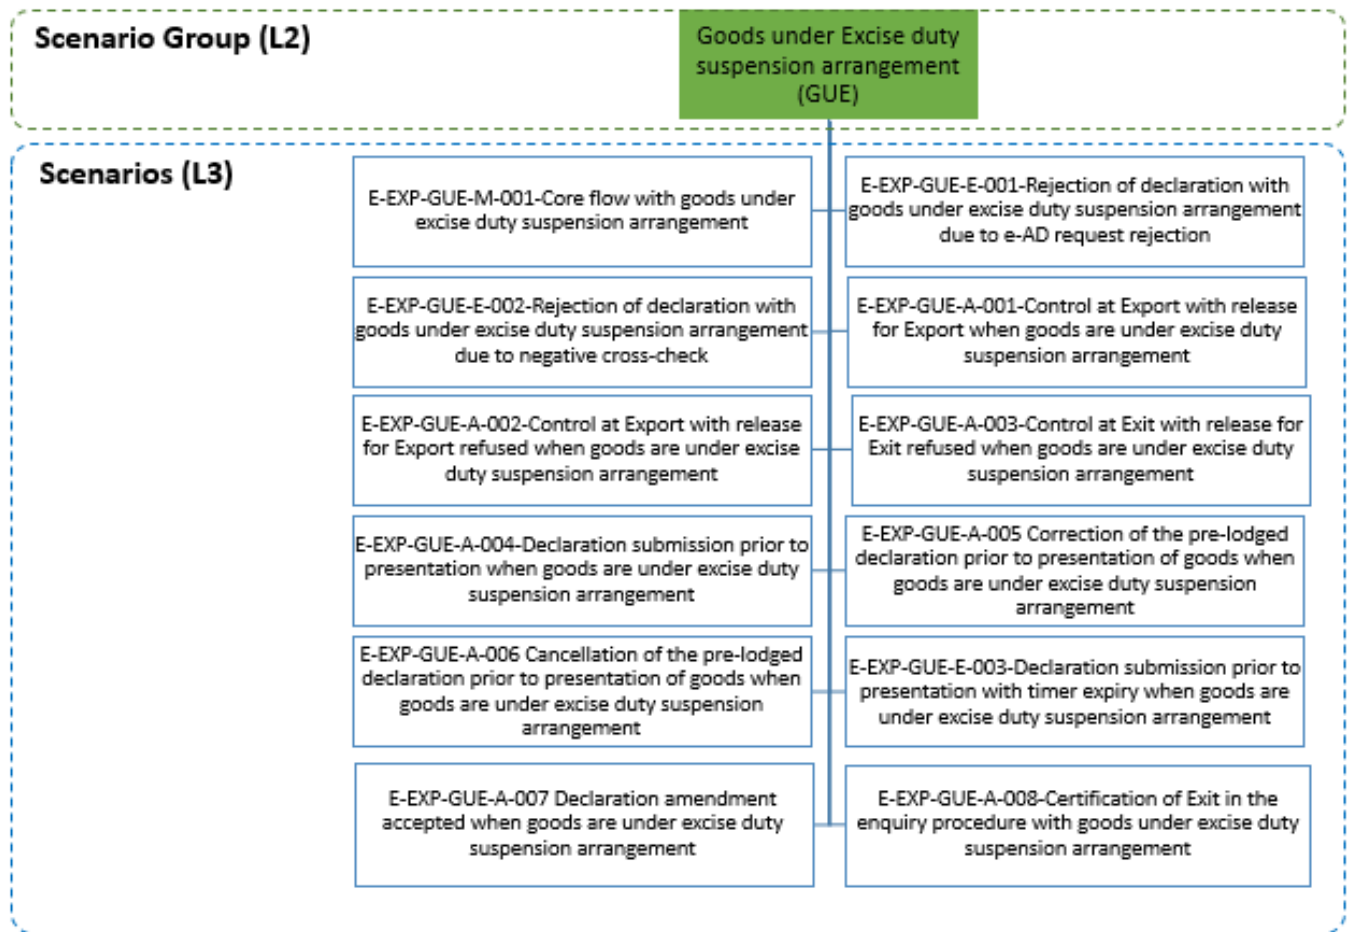 Scenario Group (L2)
Goods under Excise duty
suspension arrangement
(GUE)
Scenarios (L3)
E-EXP-GUE-M-001-Core flow with goods under
excise duty suspension arrangement
E-EXP-GUE-E-001-Rejection of declaration with
goods under excise duty suspension arrangement
due to e-AD request rejection
E-EXP-GUE-E-002-Rejection of declaration with
goods under excise duty suspension arrangement
due to negative cross-check
E-EXP-GUE-A-001-Control at Export with release
for Export when goods are under excise duty
suspension arrangement
E-EXP-GUE-A-002-Control at Export with release
for Export refused when goods are under excise
duty suspension arrangement
E-EXP-GUE-A-003-Control at Exit with release for
Exit refused when goods are under excise duty
suspension arrangement
E-EXP-GUE-A-004-Declaration submission prior to
presentation when goods are under excise duty
suspension arrangement
E-EXP-GUE-A-005 Correction of the pre-lodged
declaration prior to presentation of goods when
goods are under excise duty suspension
arrangement
E-EXP-GUE-A-006 Cancellation of the pre-lodged
declaration prior to presentation of goods when
goods are under excise duty suspension
arrangement
E-EXP-GUE-E-003-Declaration submission prior to
presentation with timer expiry when goods are
under excise duty suspension arrangement
E-EXP-GUE-A-007 Declaration amendment
accepted when goods are under excise duty
suspension arrangement
E-EXP-GUE-A-008-Certification of Exit in the
enquiry procedure with goods under excise duty
suspension arrangement